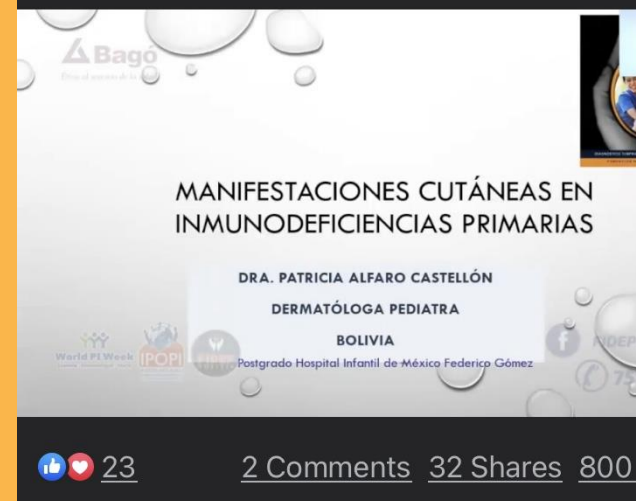 Bagó
MANIFESTACIONES CUTÁNEAS EN
INMUNODEFICIENCIAS PRIMARIAS
DRA. PATRICIA ALFARO CASTELLÓN
DERMATÓLOGA PEDIATRA
BOLIVIA
Postgrado Hospital Infantil de México Federico Gómez
World PI Week
IPOPI
23
2 Comments 32 Shares 800